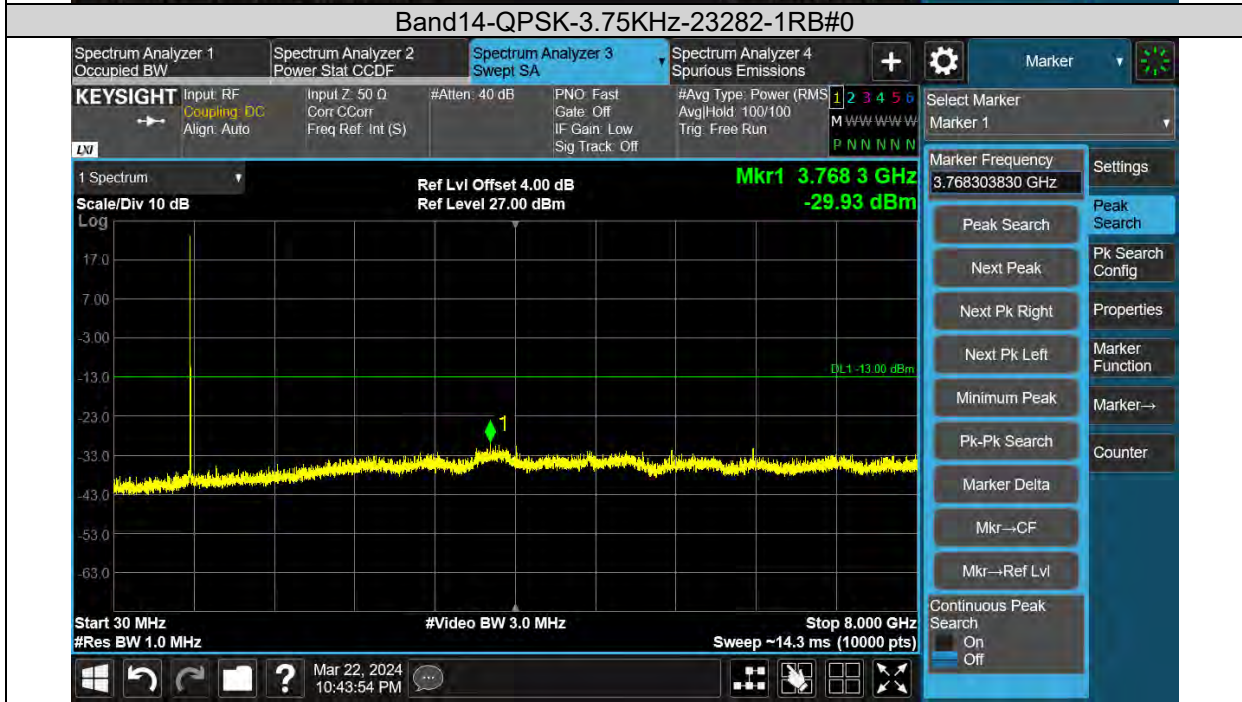 Band14-QPSK-3.75KHz-23282-1RB#0
Spectrum Analyzer 1
Occupied BW
Spectrum Analyzer 2
Power Stat CCDF
Spectrum Analyzer 3
Swept SA
Spectrum Analyzer 4
Spurious Emissions
+
Marker
KEYSIGHT
LXI
Input: RF
Coupling: DC
Align: Auto
Input Z: 50 Ω
Corr CCorr
Freq Ref: Int (S)
#Atten: 40 dB
PNO: Fast
Gate: Off
IF Gain: Low
Sig Track: Off
#Avg Type: Power (RMS
Avg|Hold: 100/100
Trig: Free Run
1 2 3 4 5 6
M W W W W W
P N N N N N
Select Marker
Marker 1
1 Spectrum
Scale/Div 10 dB
Log
Ref Lvl Offset 4.00 dB
Ref Level 27.00 dBm
Mkr1 3.768 3 GHz
-29.93 dBm
17.0
7.00
-3.00
-13.0
-23.0
-33.0
-43.0
-53.0
-63.0
DL1 -13.00 dBm
1
Start 30 MHz
#Res BW 1.0 MHz
#Video BW 3.0 MHz
Stop 8.000 GHz
Sweep ~14.3 ms (10000 pts)
Marker Frequency
3.768303830 GHz
Peak Search
Next Peak
Next Pk Right
Next Pk Left
Minimum Peak
Pk-Pk Search
Marker Delta
Mkr→CF
Mkr→Ref Lvl
Continuous Peak
Search
On
Off
Settings
Peak
Search
Pk Search
Config
Properties
Marker
Function
Marker→
Counter
?
Mar 22, 2024
10:43:54 PM